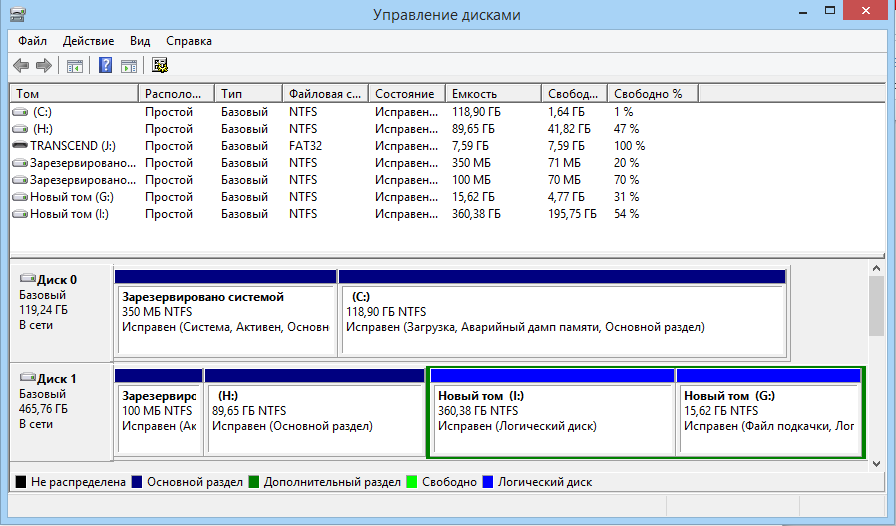 Управление дисками
Файл Действие Вид Справка
Том Располо... Тип Файловая с... Состояние Емкость Свобод... Свободно %
(C:) Простой Базовый NTFS Исправен... 118,90 ГБ 1,64 ГБ 1 %
(H:) Простой Базовый NTFS Исправен... 89,65 ГБ 41,82 ГБ 47 %
TRANSCEND (J:) Простой Базовый FAT32 Исправен... 7,59 ГБ 7,59 ГБ 100 %
Зарезервировано... Простой Базовый NTFS Исправен... 350 МБ 71 МБ 20 %
Зарезервировано... Простой Базовый NTFS Исправен... 100 МБ 70 МБ 70 %
Новый том (G:) Простой Базовый NTFS Исправен... 15,62 ГБ 4,77 ГБ 31 %
Новый том (I:) Простой Базовый NTFS Исправен... 360,38 ГБ 195,75 ГБ 54 %
Диск 0
Базовый
119,24 ГБ
В сети
Зарезервировано системой
350 МБ NTFS
Исправен (Система, Активен, Основн
(C:)
118,90 ГБ NTFS
Исправен (Загрузка, Аварийный дамп памяти, Основной раздел)
Диск 1
Базовый
465,76 ГБ
В сети
Зарезервирс
100 МБ NTFS
Исправен (Ак
(H:)
89,65 ГБ NTFS
Исправен (Основной раздел)
Новый том (I:)
360,38 ГБ NTFS
Исправен (Логический диск)
Новый том (G:)
15,62 ГБ NTFS
Исправен (Файл подкачки, Лог
Не распределена Основной раздел Дополнительный раздел Свободно Логический диск